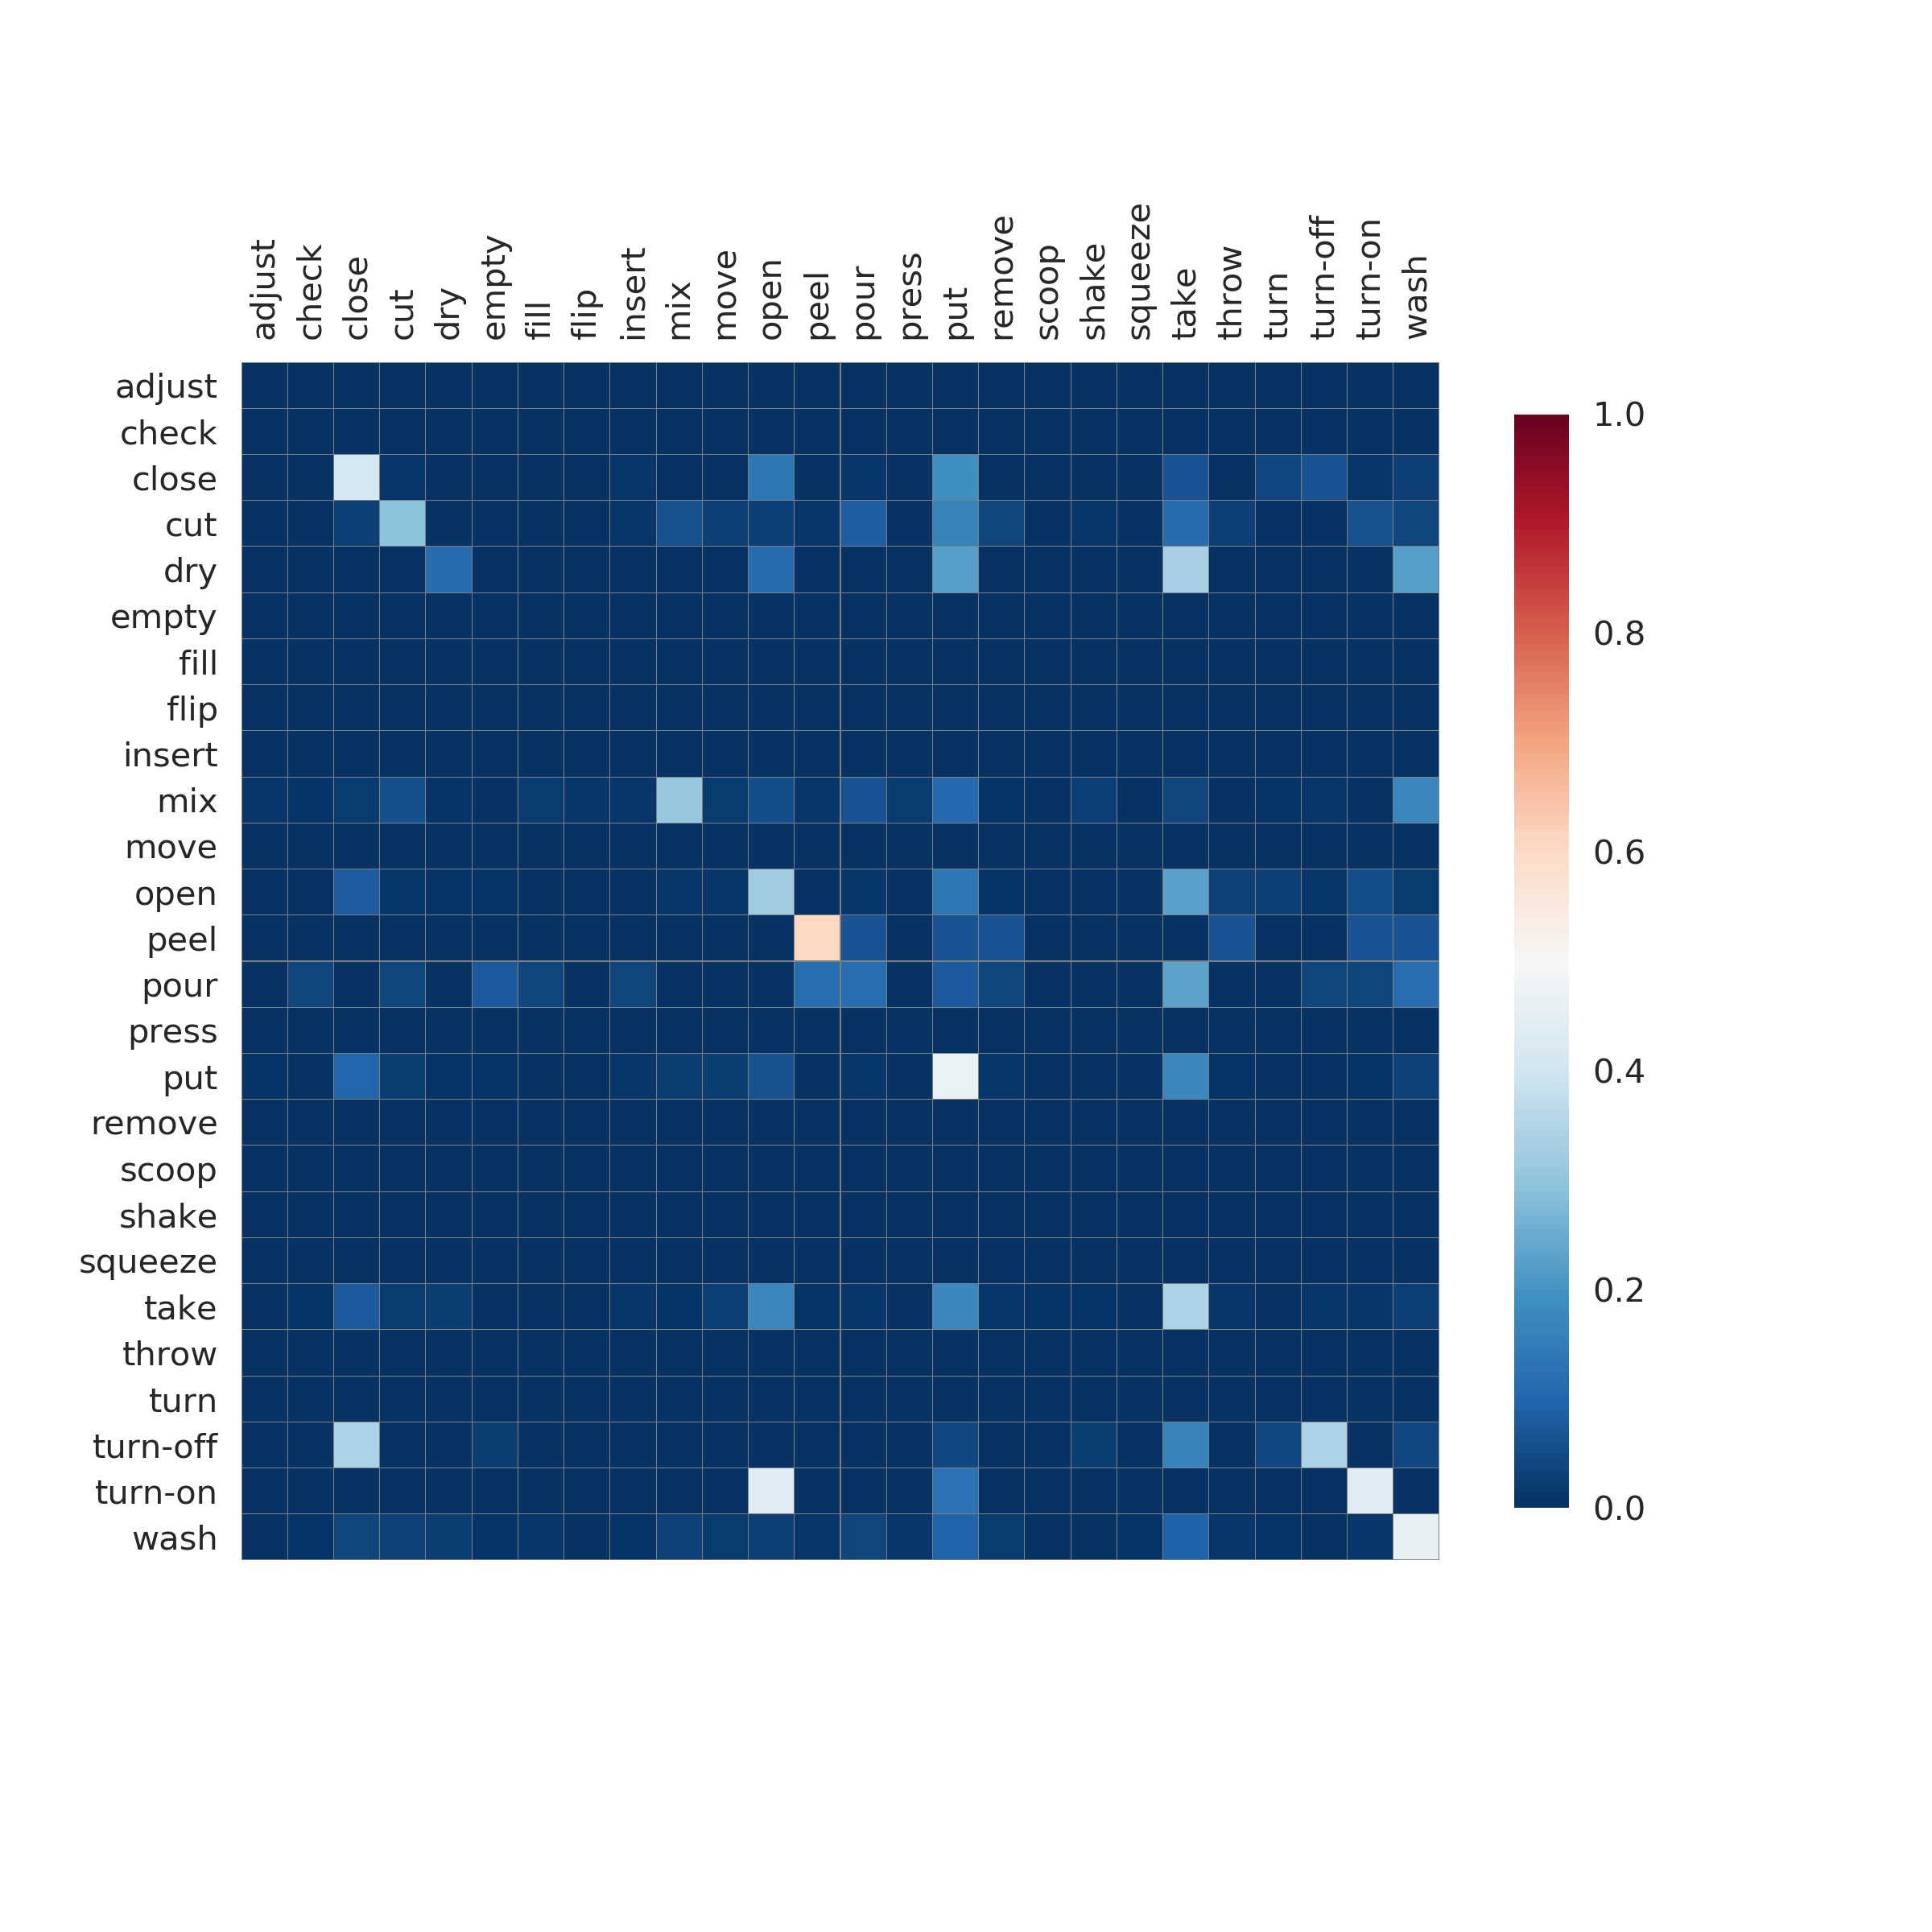 adjust
check
close
cut
dry
empty
fill
flip
insert
mix
move
open
peel
pour
press
put
remove
scoop
shake
squeeze
take
throw
turn
turn-off
turn-on
wash
adjust
check
close
cut
dry
empty
fill
flip
insert
mix
move
open
peel
pour
press
put
remove
scoop
shake
squeeze
take
throw
turn
turn-off
turn-on
wash
1.0
0.8
0.6
0.4
0.2
0.0